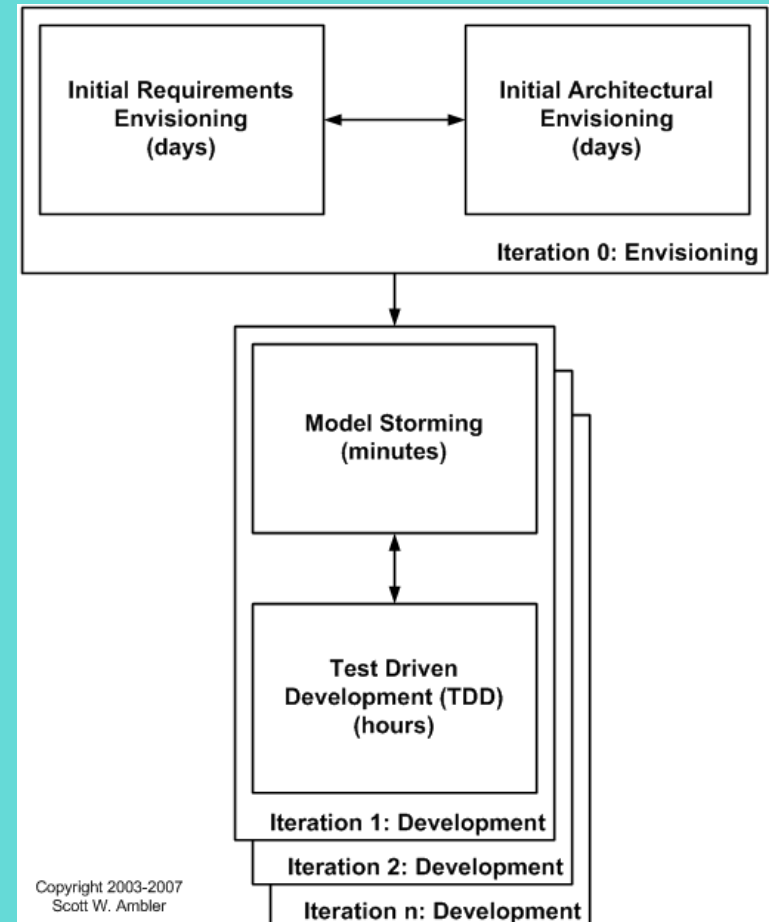 Initial Requirements
Envisioning
(days)
Initial Architectural
Envisioning
(days)
Iteration 0: Envisioning
Model Storming
(minutes)
Test Driven
Development (TDD)
(hours)
Iteration 1: Development
Iteration 2: Development
Iteration n: Development
Copyright 2003-2007
Scott W. Ambler